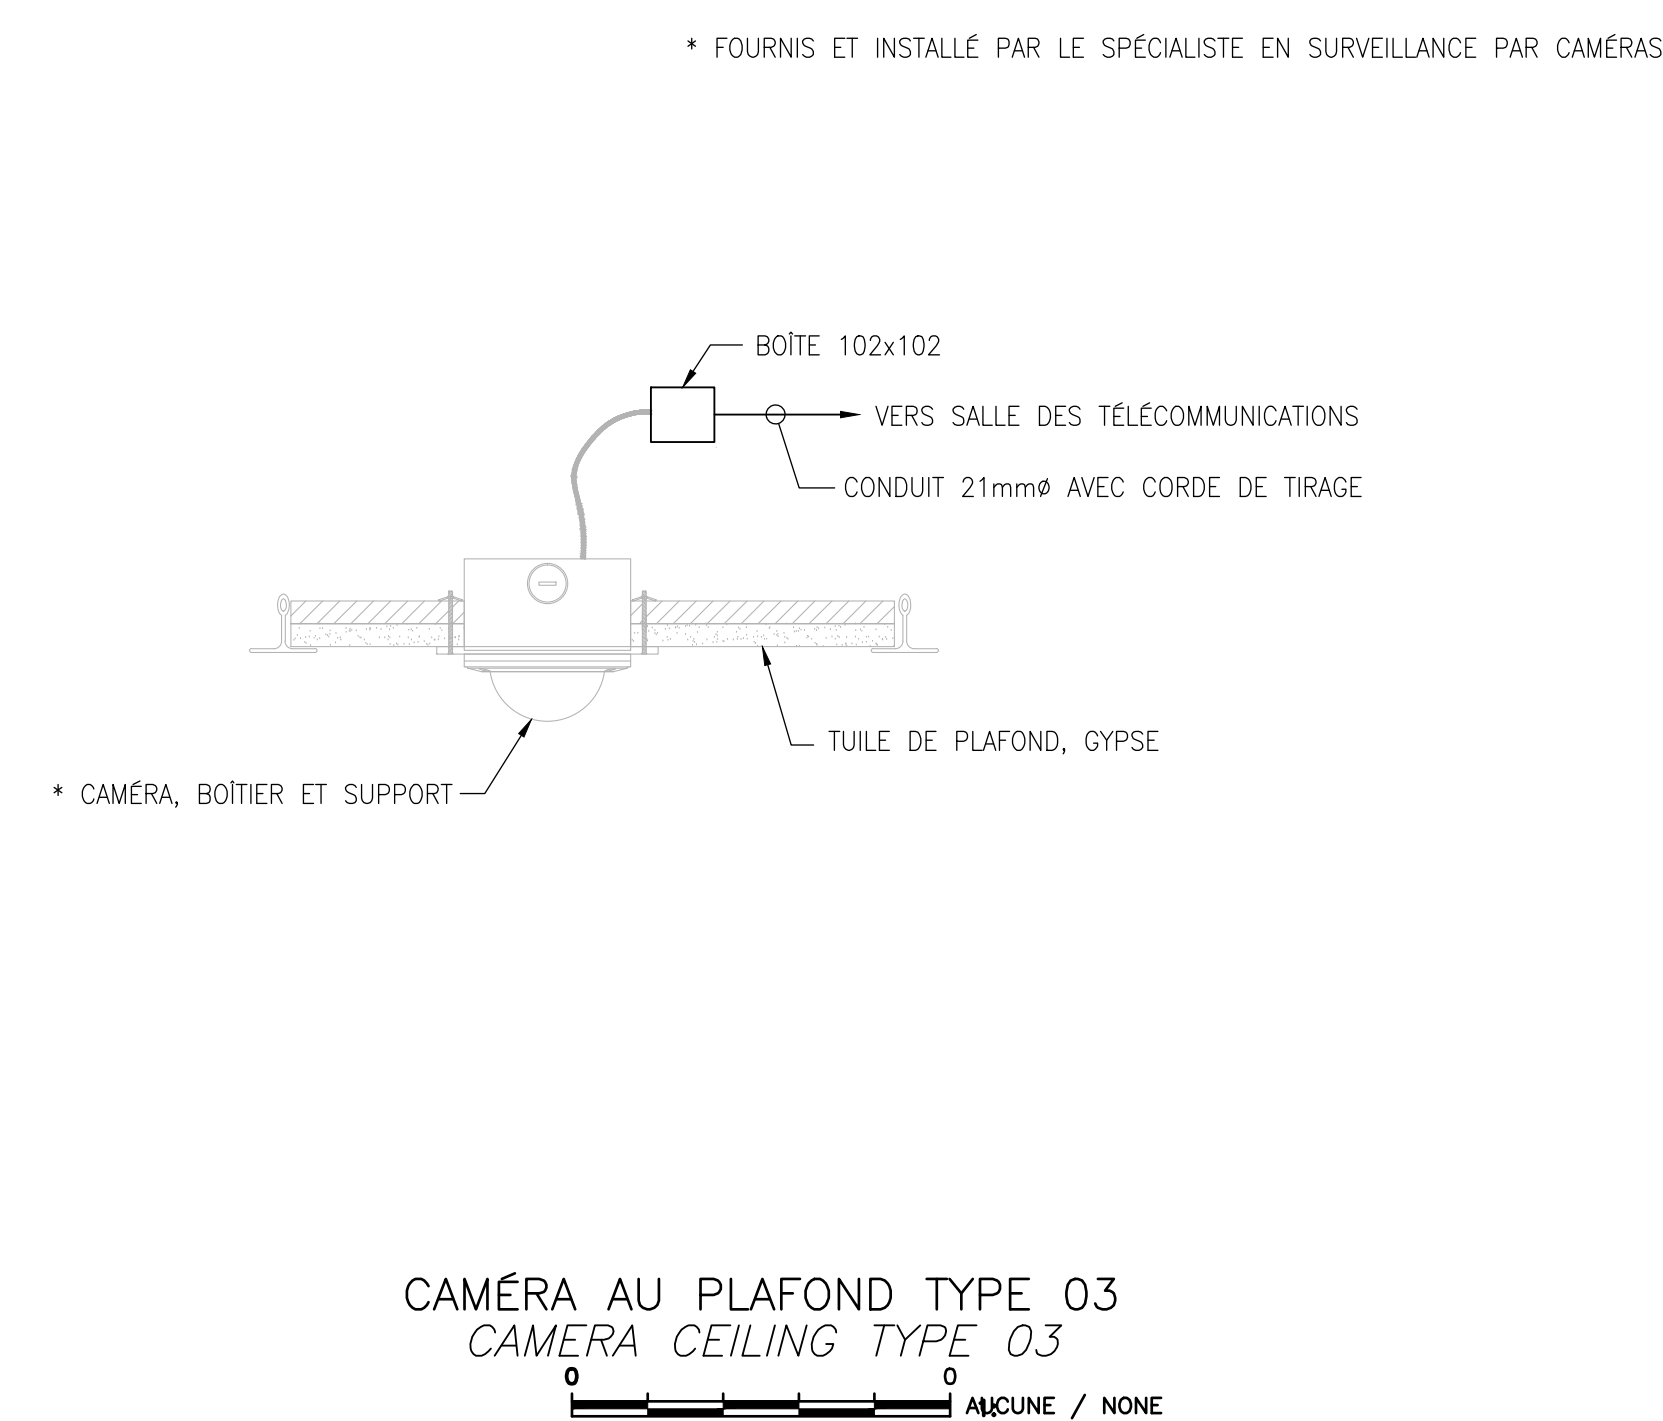 * FOURNIS ET INSTALLÉ PAR LE SPÉCIALISTE EN SURVEILLANCE PAR CAMÉRAS
BOÎTE 102x102
VERS SALLE DES TÉLÉCOMMUNICATIONS
CONDUIT 21mmø AVEC CORDE DE TIRAGE
TUILE DE PLAFOND, GYPSE
* CAMÉRA, BOÎTIER ET SUPPORT
CAMÉRA AU PLAFOND TYPE 03
CAMERA CEILING TYPE 03
0 0
AUCUNE / NONE